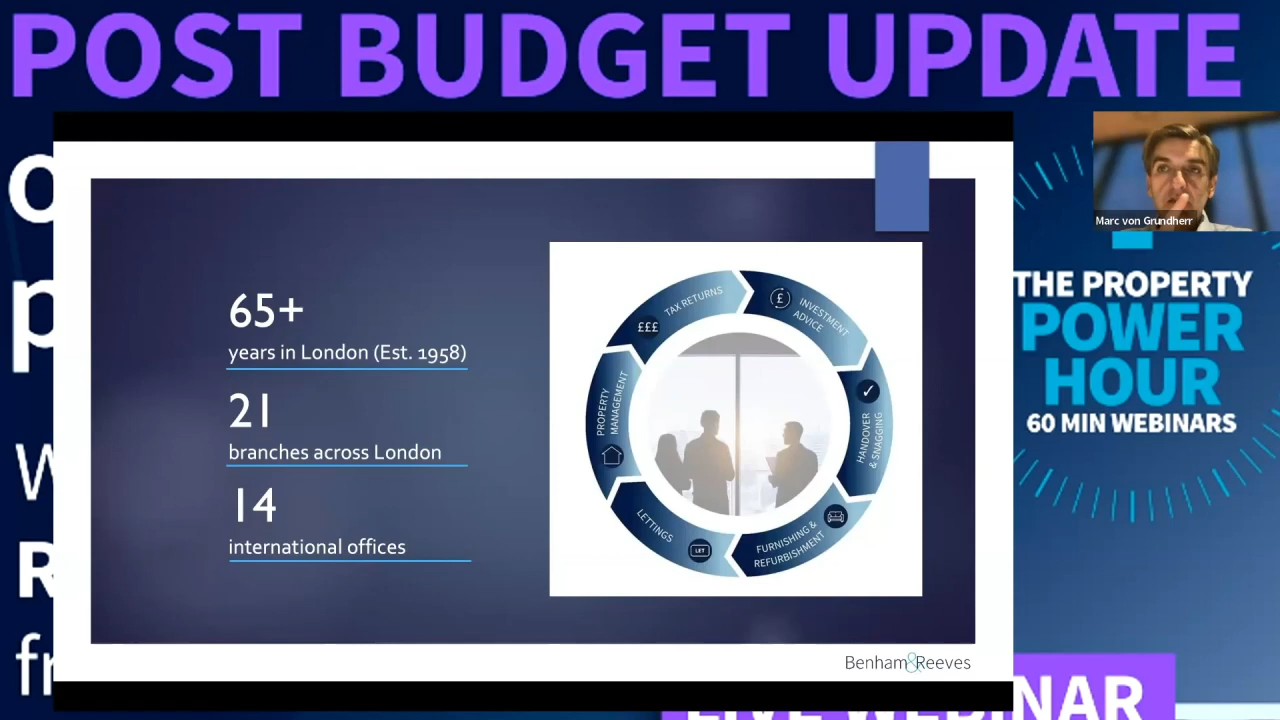 POST BUDGET UPDATE
Marc von Grundherr
65+
years in London (Est. 1958)
21
branches across London
14
international offices
£££
TAX RETURNS
£
INVESTMENT
ADVICE
HANDOVER
& SNAGGING
FURNISHING &
REFURBISHMENT
LET
LETTINGS
PROPERTY
MANAGEMENT
Benham&Reeves
THE PROPERTY
POWER
HOUR
60 MIN WEBINARS